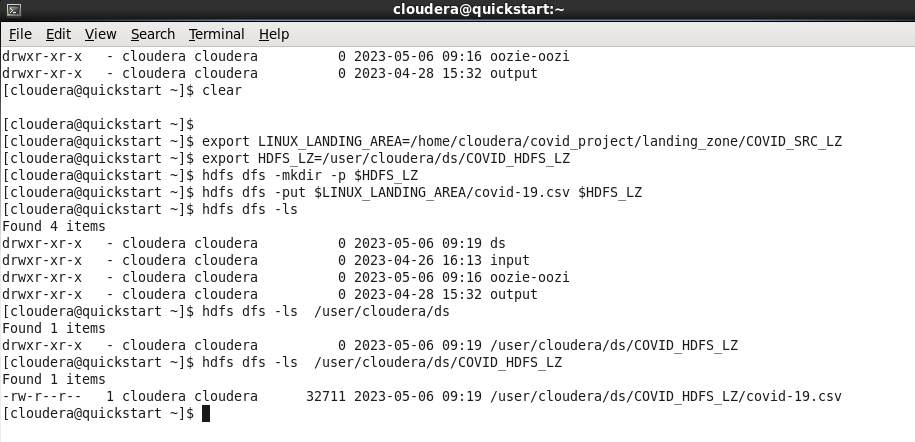 cloudera@quickstart:~
File Edit View Search Terminal Help
drwxr-xr-x   - cloudera cloudera          0 2023-05-06 09:16 oozie-oozi
drwxr-xr-x   - cloudera cloudera          0 2023-04-28 15:32 output
[cloudera@quickstart ~]$ clear
[cloudera@quickstart ~]$
[cloudera@quickstart ~]$ export LINUX_LANDING_AREA=/home/cloudera/covid_project/landing_zone/COVID_SRC_LZ
[cloudera@quickstart ~]$ export HDFS_LZ=/user/cloudera/ds/COVID_HDFS_LZ
[cloudera@quickstart ~]$ hdfs dfs -mkdir -p $HDFS_LZ
[cloudera@quickstart ~]$ hdfs dfs -put $LINUX_LANDING_AREA/covid-19.csv $HDFS_LZ
[cloudera@quickstart ~]$ hdfs dfs -ls
Found 4 items
drwxr-xr-x   - cloudera cloudera          0 2023-05-06 09:19 ds
drwxr-xr-x   - cloudera cloudera          0 2023-04-26 16:13 input
drwxr-xr-x   - cloudera cloudera          0 2023-05-06 09:16 oozie-oozi
drwxr-xr-x   - cloudera cloudera          0 2023-04-28 15:32 output
[cloudera@quickstart ~]$ hdfs dfs -ls  /user/cloudera/ds
Found 1 items
drwxr-xr-x   - cloudera cloudera          0 2023-05-06 09:19 /user/cloudera/ds/COVID_HDFS_LZ
[cloudera@quickstart ~]$ hdfs dfs -ls  /user/cloudera/ds/COVID_HDFS_LZ
Found 1 items
-rw-r--r--   1 cloudera cloudera      32711 2023-05-06 09:19 /user/cloudera/ds/COVID_HDFS_LZ/covid-19.csv
[cloudera@quickstart ~]$